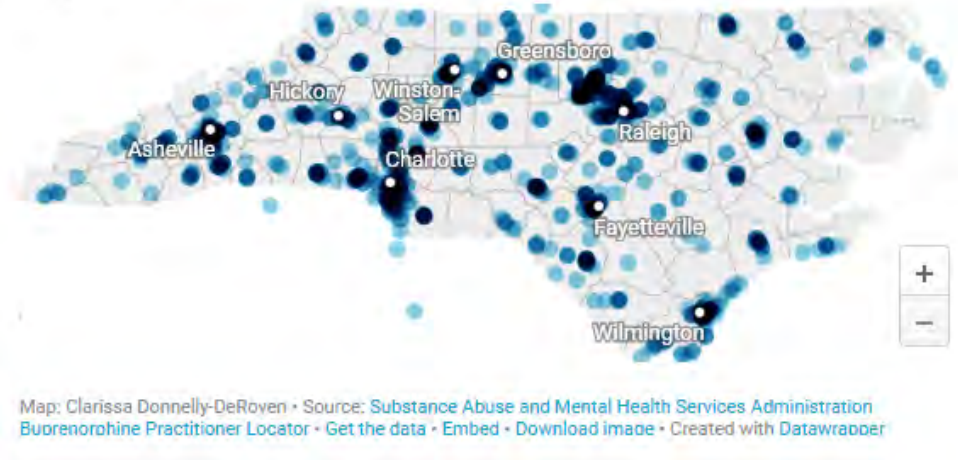 Greensboro
Hickory
Winston-
Salem
Raleigh
Asheville
Charlotte
Fayetteville
+
Wilmington
−
Map: Clarissa Donnelly-DeRoven • Source: Substance Abuse and Mental Health Services Administration
Buprenorphine Practitioner Locator • Get the data • Embed • Download image • Created with Datawrapper